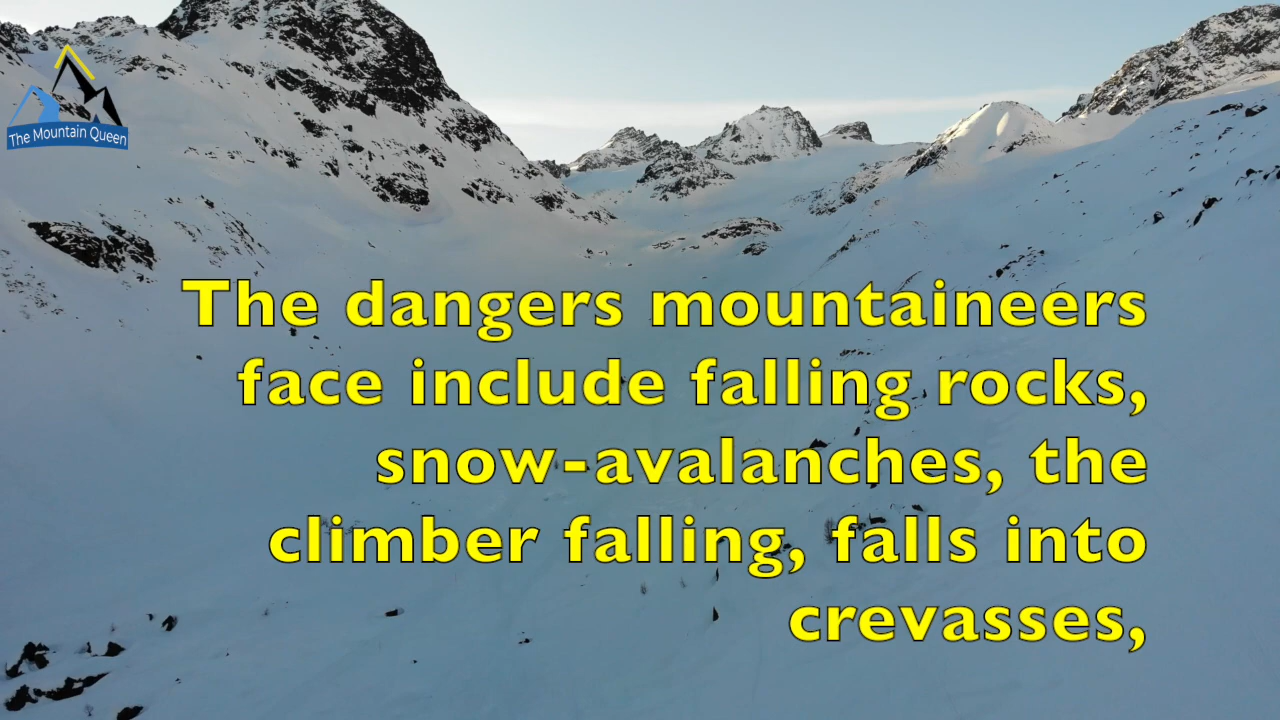 The Mountain Queen
The dangers mountaineers
face include falling rocks,
snow-avalanches, the
climber falling, falls into
crevasses,